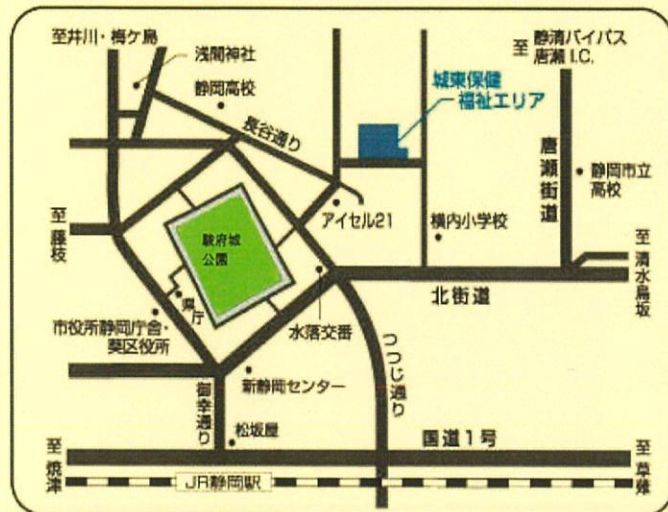 至井川・梅ケ島
浅間神社
静岡高校
長谷通り
城東保健
福祉エリア
至 静清バイパス
唐瀬 I.C.
唐瀬街道
静岡市立
高校
至藤枝
駿府城
公園
アイセル21
横内小学校
至清水鳥坂
北街道
県庁
市役所静岡庁舎・
葵区役所
水落交番
つつじ通り
新静岡センター
御幸通り
松坂屋
国道1号
至焼津
JR静岡駅
至草薙